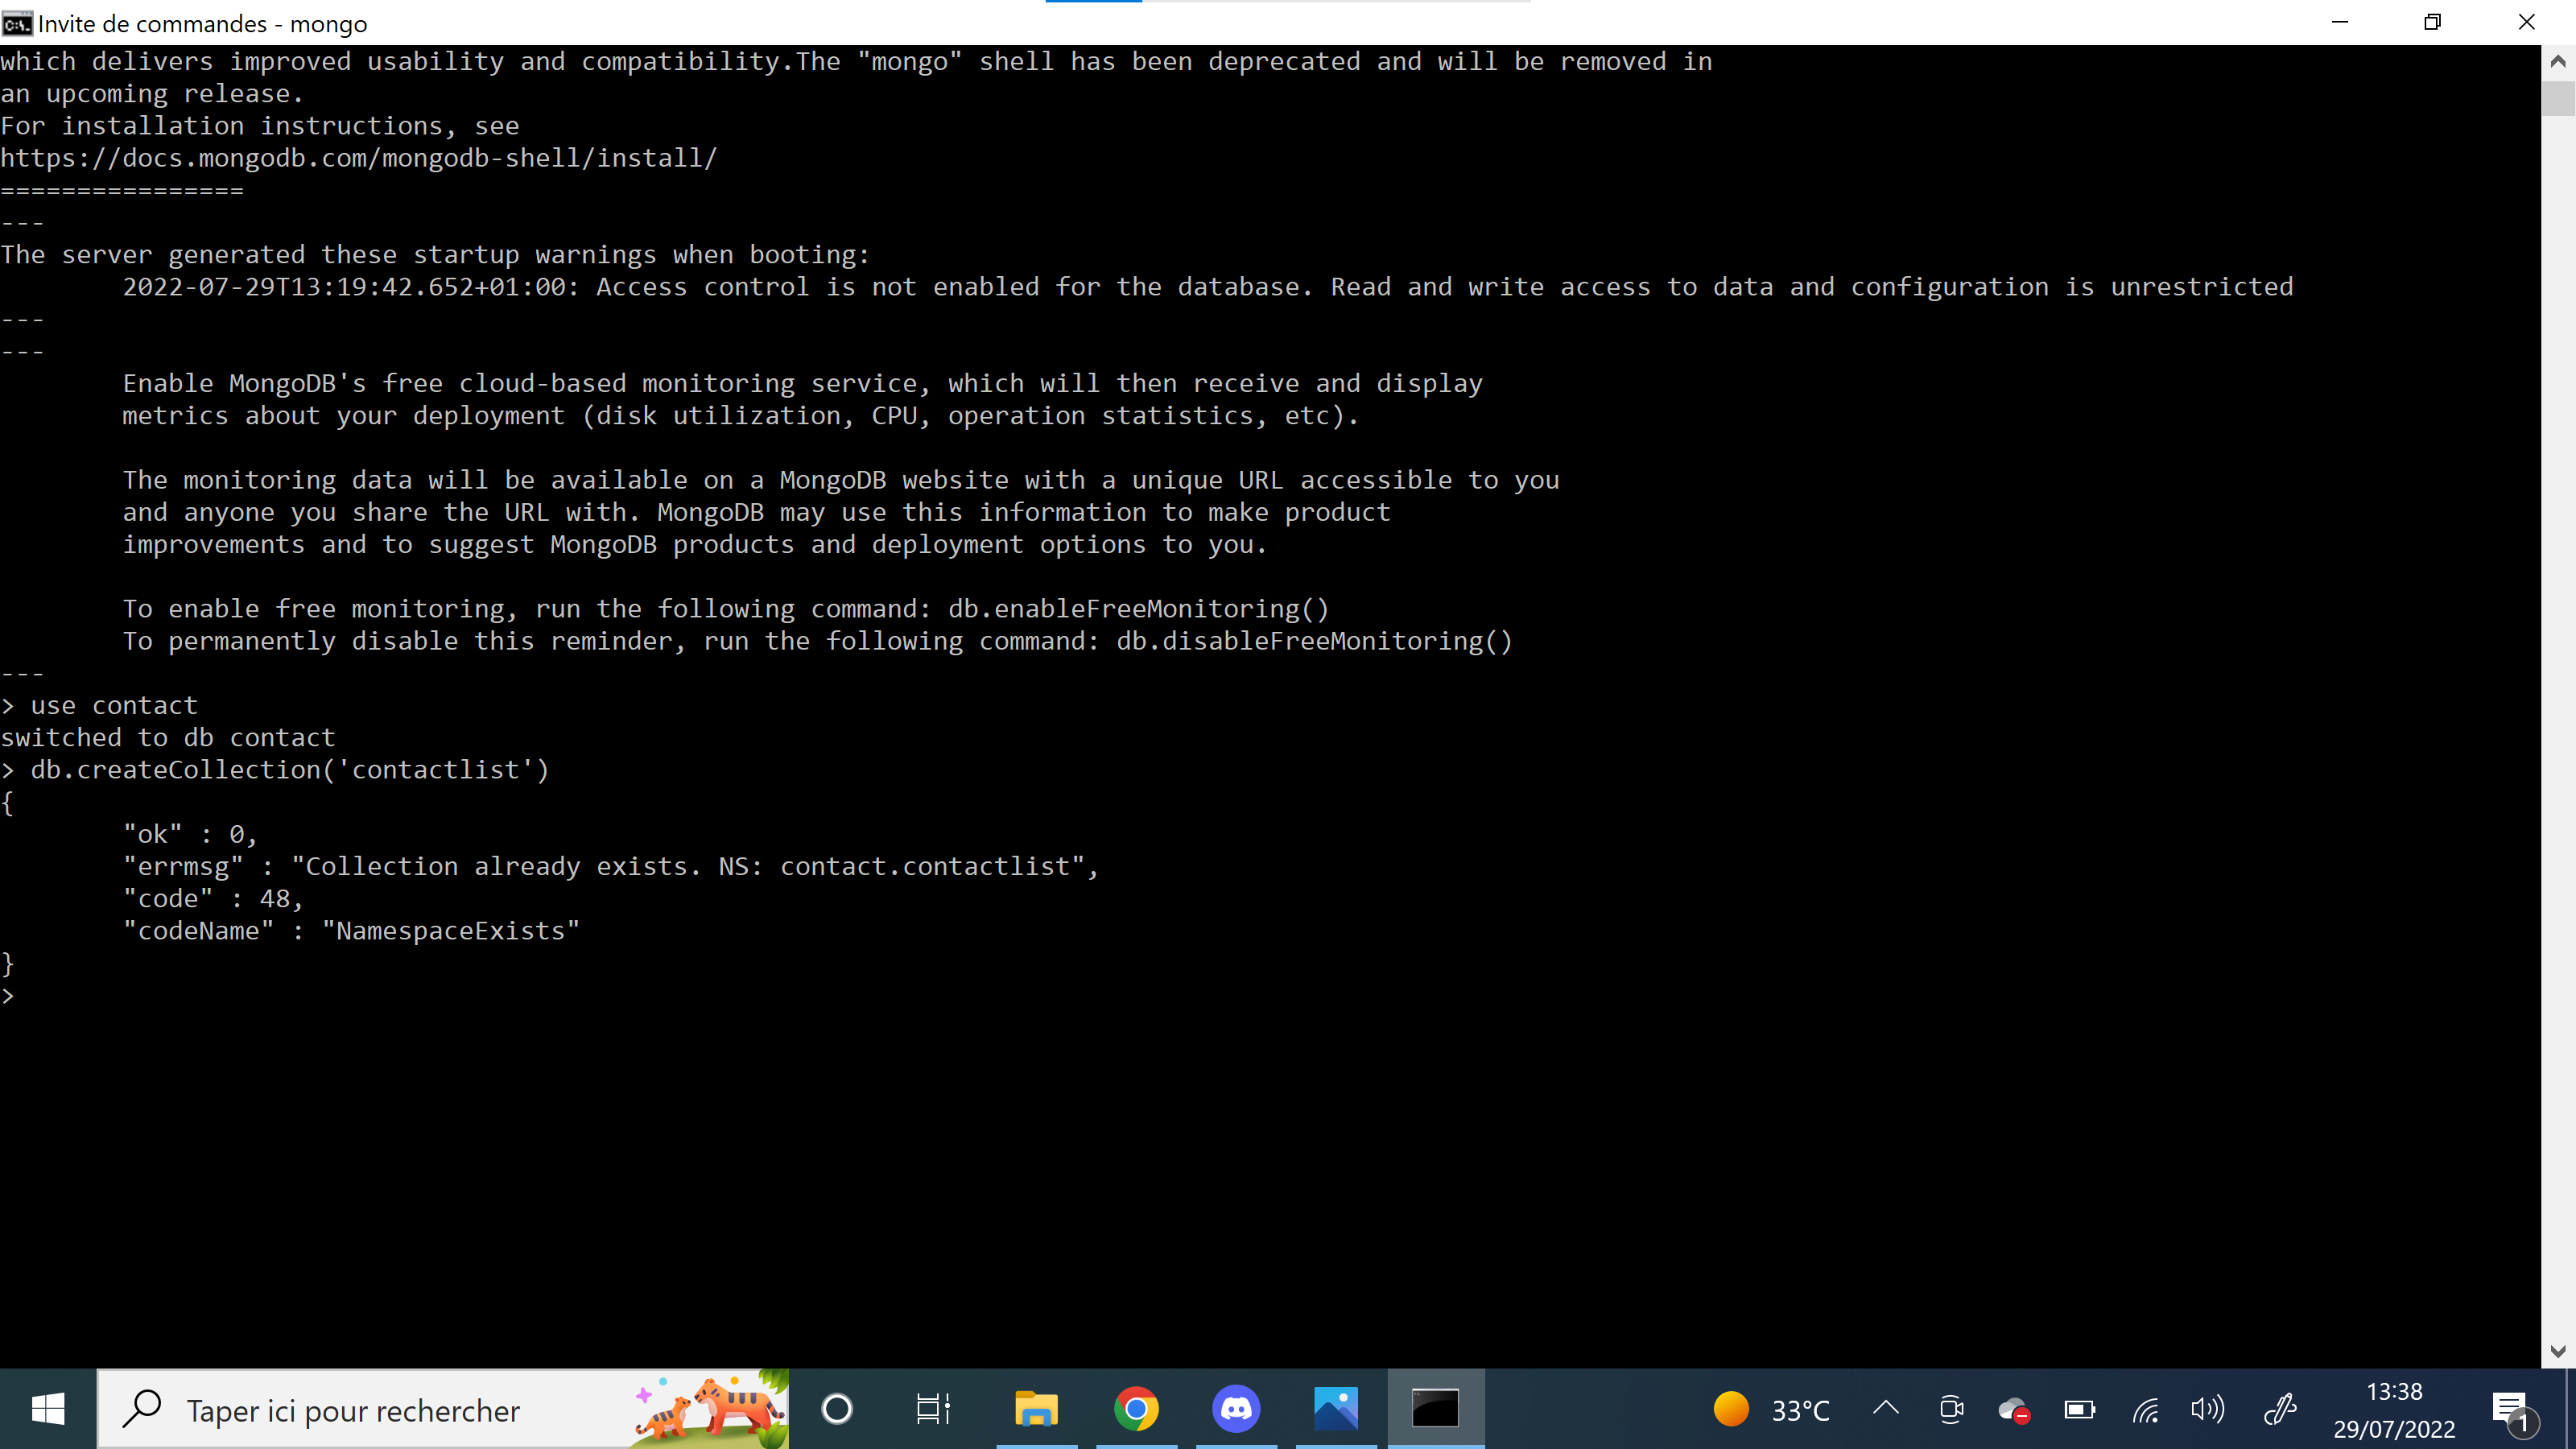 Invite de commandes - mongo
which delivers improved usability and compatibility.The "mongo" shell has been deprecated and will be removed in
an upcoming release.
For installation instructions, see
https://docs.mongodb.com/mongodb-shell/install/
================
---
The server generated these startup warnings when booting:
        2022-07-29T13:19:42.652+01:00: Access control is not enabled for the database. Read and write access to data and configuration is unrestricted
---
---
        Enable MongoDB's free cloud-based monitoring service, which will then receive and display
        metrics about your deployment (disk utilization, CPU, operation statistics, etc).

        The monitoring data will be available on a MongoDB website with a unique URL accessible to you
        and anyone you share the URL with. MongoDB may use this information to make product
        improvements and to suggest MongoDB products and deployment options to you.

        To enable free monitoring, run the following command: db.enableFreeMonitoring()
        To permanently disable this reminder, run the following command: db.disableFreeMonitoring()
---
> use contact
switched to db contact
> db.createCollection('contactlist')
{
        "ok" : 0,
        "errmsg" : "Collection already exists. NS: contact.contactlist",
        "code" : 48,
        "codeName" : "NamespaceExists"
}
>
Taper ici pour rechercher
33°C
13:38
29/07/2022
1